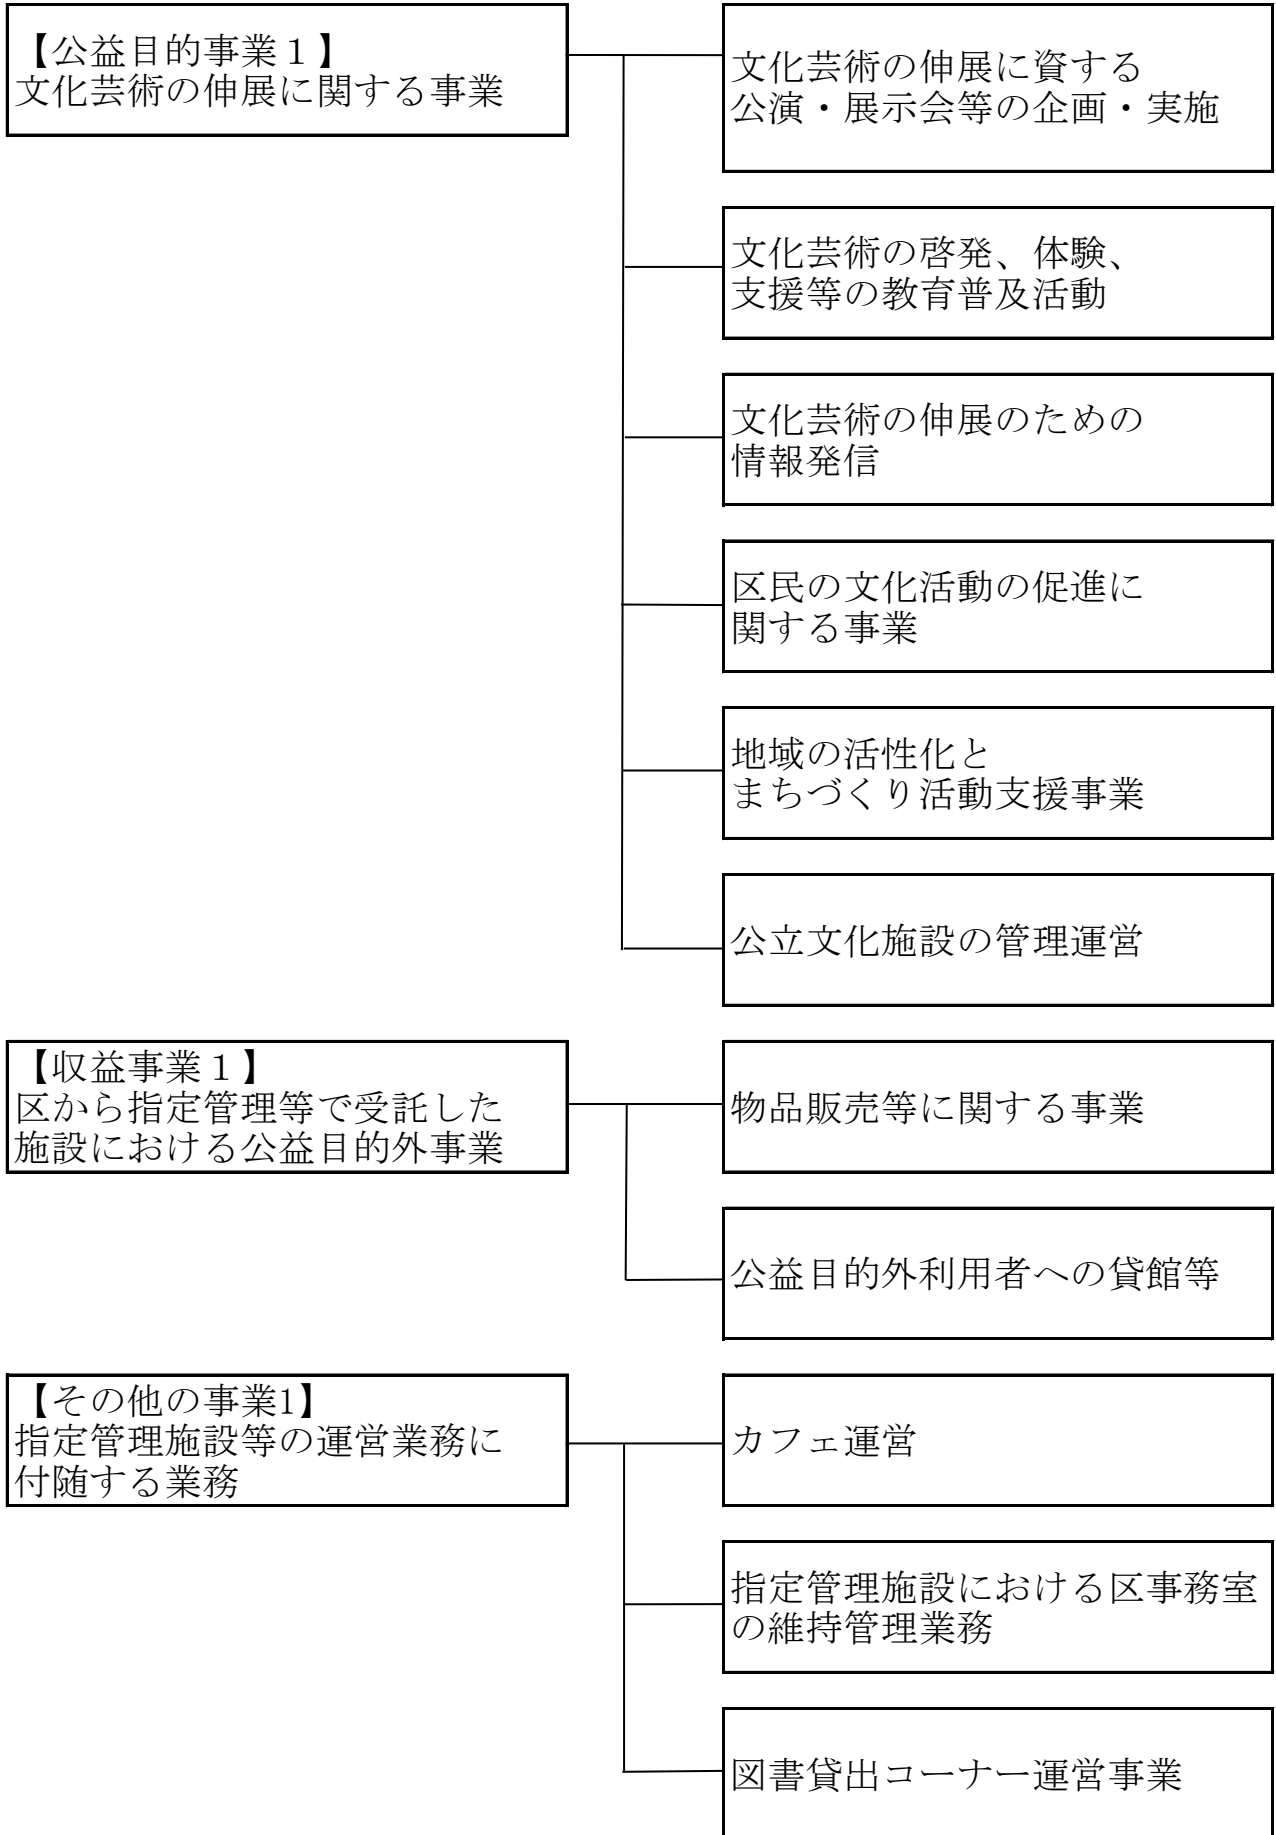 【公益目的事業１】
文化芸術の伸展に関する事業
文化芸術の伸展に資する
公演・展示会等の企画・実施
文化芸術の啓発、体験、
支援等の教育普及活動
文化芸術の伸展のための
情報発信
区民の文化活動の促進に
関する事業
地域の活性化と
まちづくり活動支援事業
公立文化施設の管理運営
【収益事業１】
区から指定管理等で受託した
施設における公益目的外事業
物品販売等に関する事業
公益目的外利用者への貸館等
【その他の事業1】
指定管理施設等の運営業務に
付随する業務
カフェ運営
指定管理施設における区事務室
の維持管理業務
図書貸出コーナー運営事業